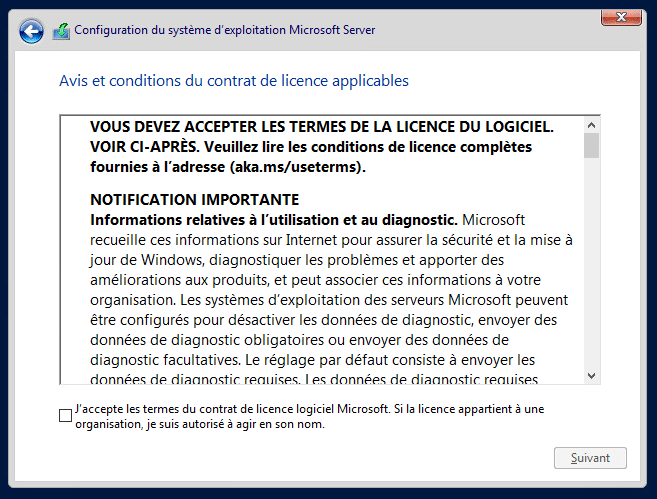 Configuration du système d'exploitation Microsoft Server
Avis et conditions du contrat de licence applicables
VOUS DEVEZ ACCEPTER LES TERMES DE LA LICENCE DU LOGICIEL.
VOIR CI-APRÈS. Veuillez lire les conditions de licence complètes
fournies à l'adresse (aka.ms/useterms).
NOTIFICATION IMPORTANTE
Informations relatives à l'utilisation et au diagnostic. Microsoft
recueille ces informations sur Internet pour assurer la sécurité et la mise à
jour de Windows, diagnostiquer les problèmes et apporter des
améliorations aux produits, et peut associer ces informations à votre
organisation. Les systèmes d'exploitation des serveurs Microsoft peuvent
être configurés pour désactiver les données de diagnostic, envoyer des
données de diagnostic obligatoires ou envoyer des données de
diagnostic facultatives. Le réglage par défaut consiste à envoyer les
données de diagnostic requises. Les données de diagnostic requises
J'accepte les termes du contrat de licence logiciel Microsoft. Si la licence appartient à une
organisation, je suis autorisé à agir en son nom.
Suivant